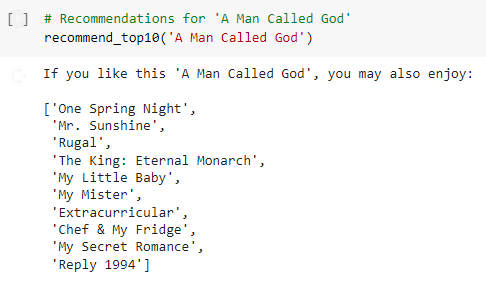 [ ] # Recommendations for 'A Man Called God'
recommend_top10('A Man Called God')
If you like this 'A Man Called God', you may also enjoy:
['One Spring Night',
'Mr. Sunshine',
'Rugal',
'The King: Eternal Monarch',
'My Little Baby',
'My Mister',
'Extracurricular',
'Chef & My Fridge',
'My Secret Romance',
'Reply 1994']